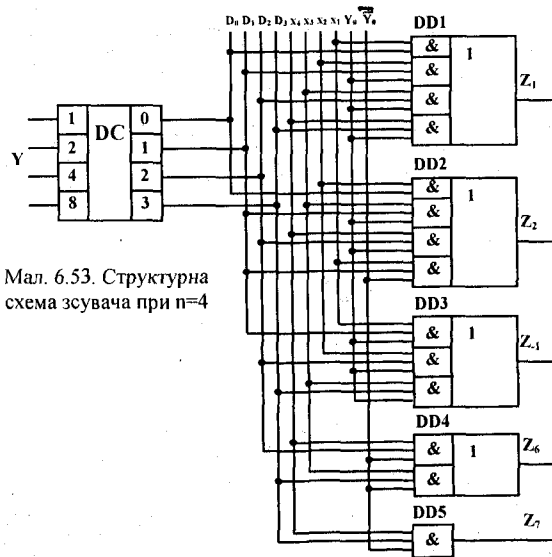 D₀ D₁ D₂ D₃ x₄ x₃ x₂ x₁ Y₀ Y̅₀
DD1
& 1
&
&
&
Z₁
Y
1 DC 0
2 1
4 2
8 3
DD2
& 1
&
&
&
Z₂
Мал. 6.53. Структурна
схема зсувача при n=4
DD3
& 1
&
&
Z₋₁
DD4
& 1
&
Z₆
DD5
&
Z₇